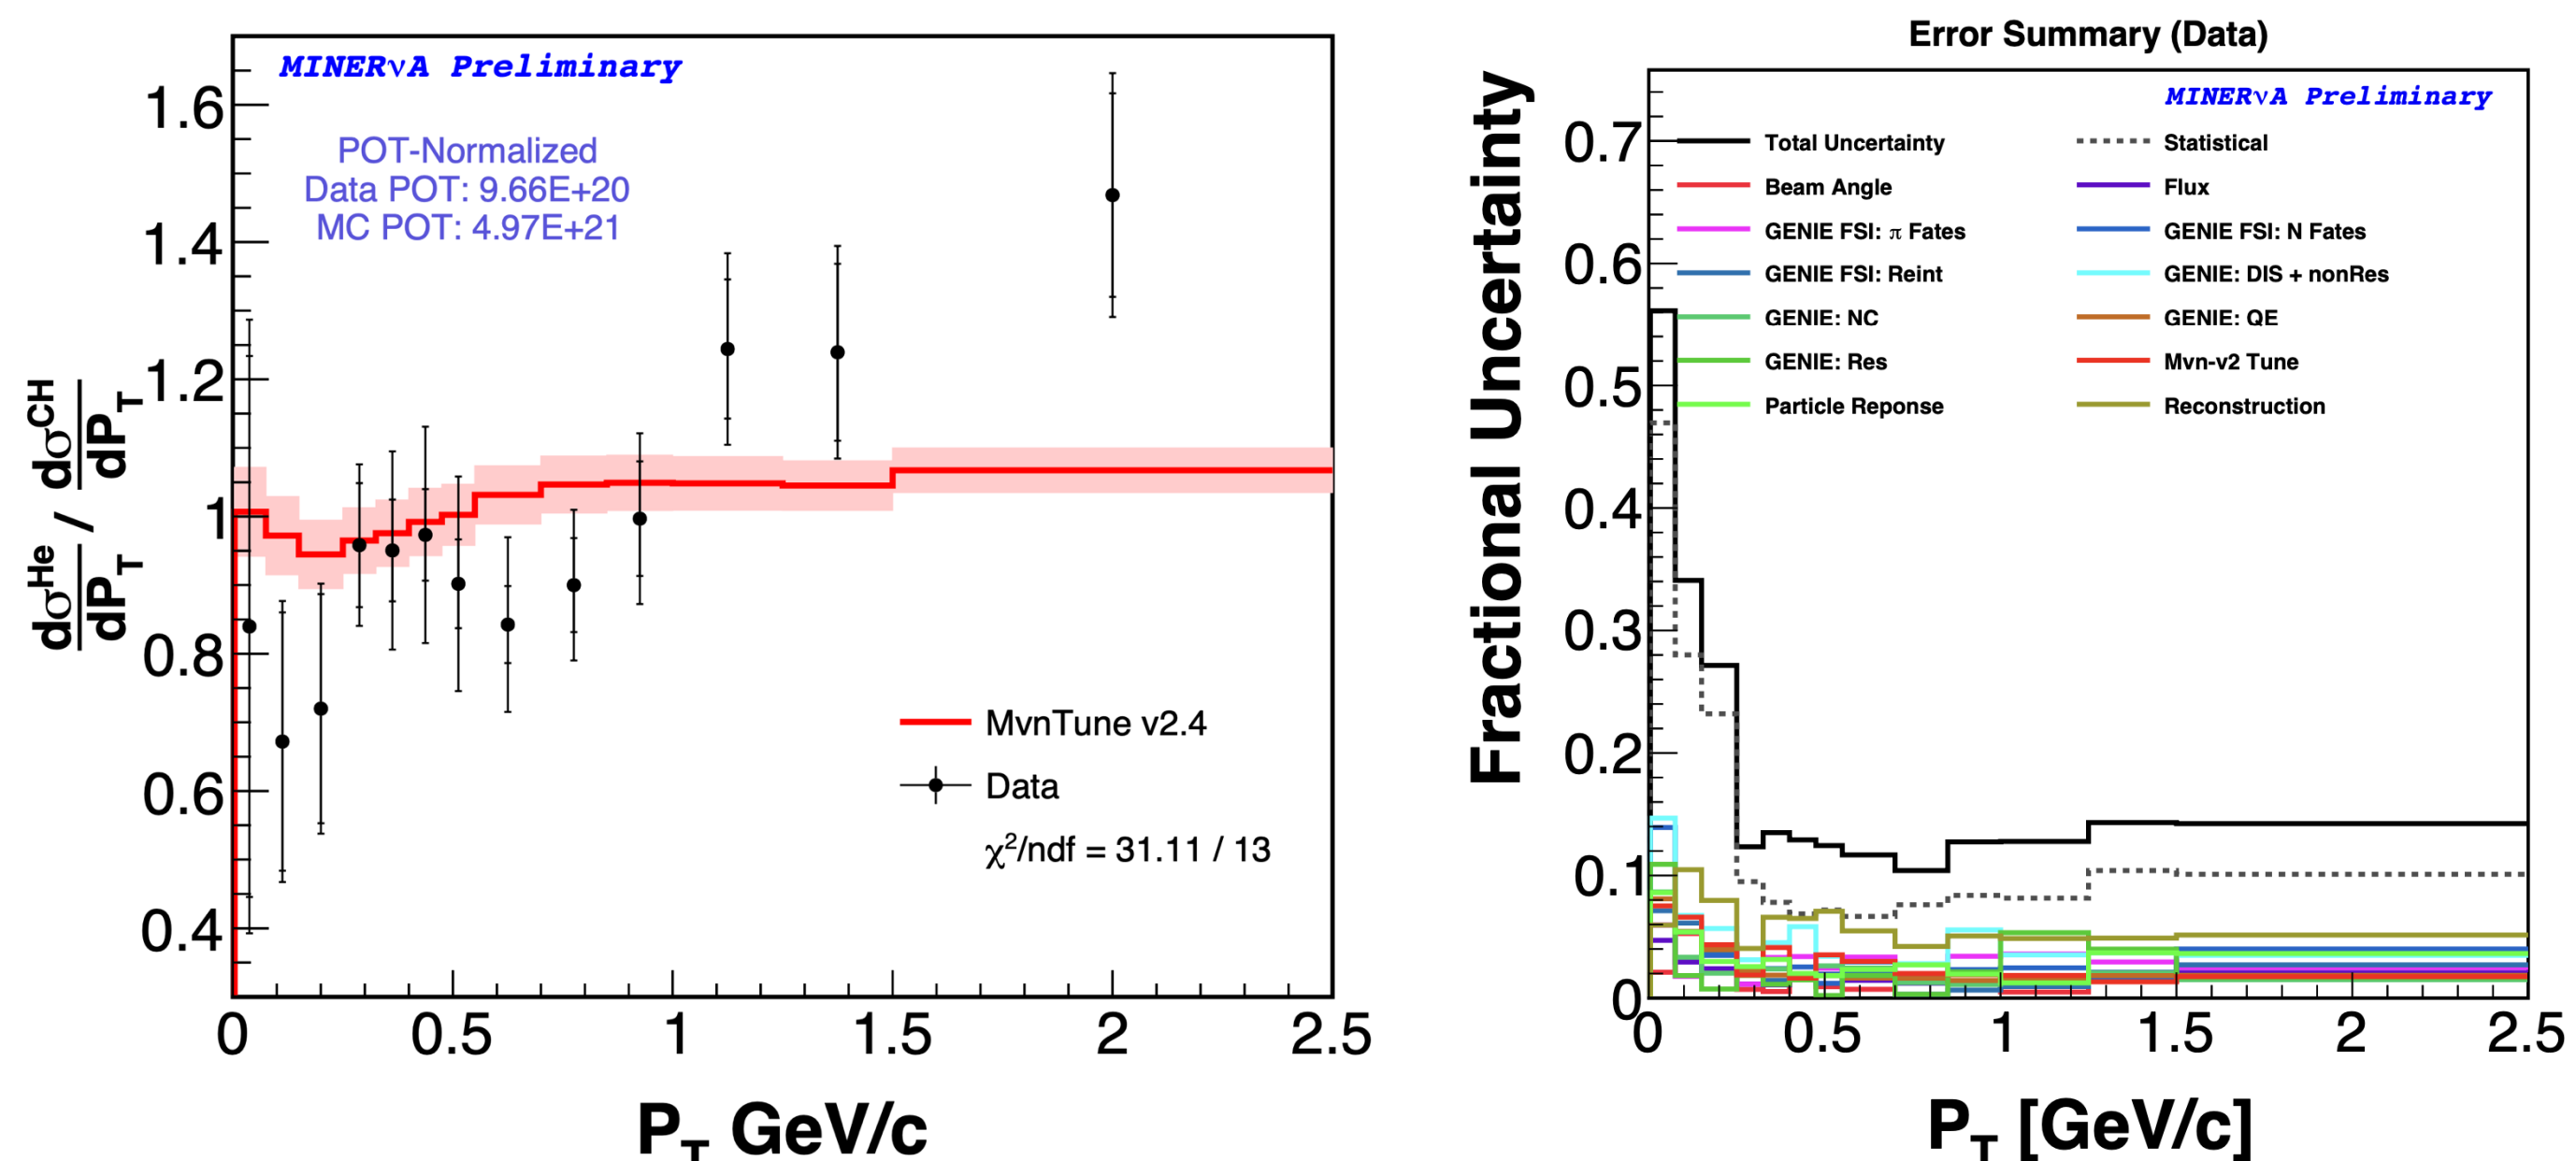 MINERνA Preliminary
POT-Normalized
Data POT: 9.66E+20
MC POT: 4.97E+21
1.6
1.4
1.2
1
0.8
0.6
0.4
dσ^He/dP_T / dσ^CH/dP_T
MvnTune v2.4
Data
χ²/ndf = 31.11 / 13
0 0.5 1 1.5 2 2.5
P_T GeV/c
Error Summary (Data)
MINERνA Preliminary
Fractional Uncertainty
0.7
0.6
0.5
0.4
0.3
0.2
0.1
0
Total Uncertainty Statistical
Beam Angle Flux
GENIE FSI: π Fates GENIE FSI: N Fates
GENIE FSI: Reint GENIE: DIS + nonRes
GENIE: NC GENIE: QE
GENIE: Res Mvn-v2 Tune
Particle Reponse Reconstruction
0 0.5 1 1.5 2 2.5
P_T [GeV/c]